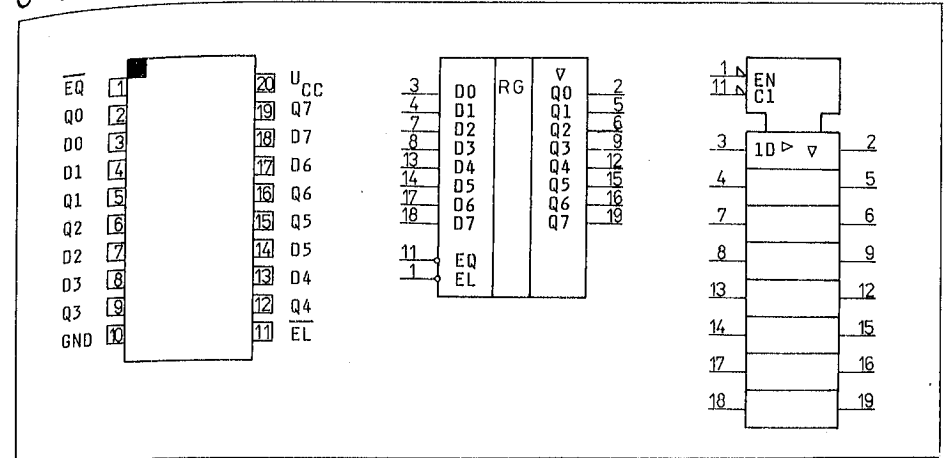 EQ 1 20 UCC
Q0 2 19 Q7
D0 3 18 D7
D1 4 17 D6
Q1 5 16 Q6
Q2 6 15 Q5
D2 7 14 D5
D3 8 13 D4
Q3 9 12 Q4
GND 10 11 EL
RG ▽
3 D0 Q0 2
4 D1 Q1 5
7 D2 Q2 6
8 D3 Q3 9
13 D4 Q4 12
14 D5 Q5 15
17 D6 Q6 16
18 D7 Q7 19
11 EQ
1 EL
1 EN
11 C1
3 1D ▷ ▽ 2
4 5
7 6
8 9
13 12
14 15
17 16
18 19